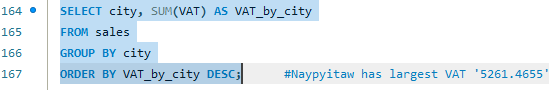 164 SELECT city, SUM(VAT) AS VAT_by_city
165 FROM sales
166 GROUP BY city
167 ORDER BY VAT_by_city DESC; #Naypyitaw has largest VAT '5261.4655'